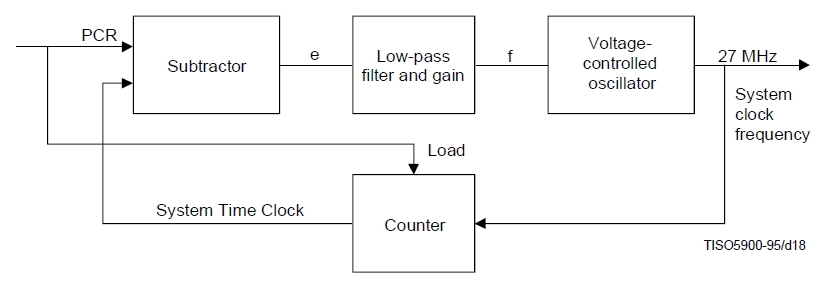 PCR
Subtractor
e
Low-pass
filter and gain
f
Voltage-
controlled
oscillator
27 MHz
System
clock
frequency
Load
System Time Clock
Counter
TISO5900-95/d18